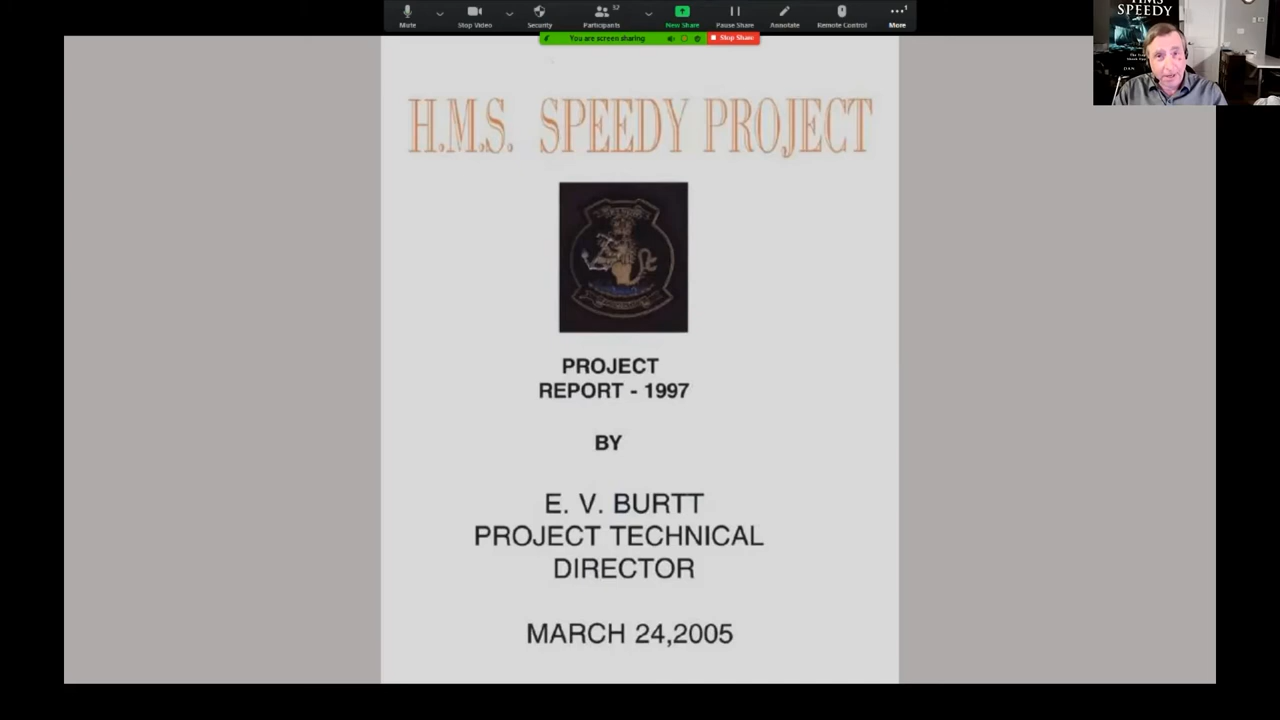 Mute
Stop Video
Security
Participants
52
New Share
Pause Share
Annotate
Remote Control
More
You are screen sharing
Stop Share
SPEEDY
H.M.S. SPEEDY PROJECT
PROJECT
REPORT - 1997
BY
E. V. BURTT
PROJECT TECHNICAL
DIRECTOR
MARCH 24,2005